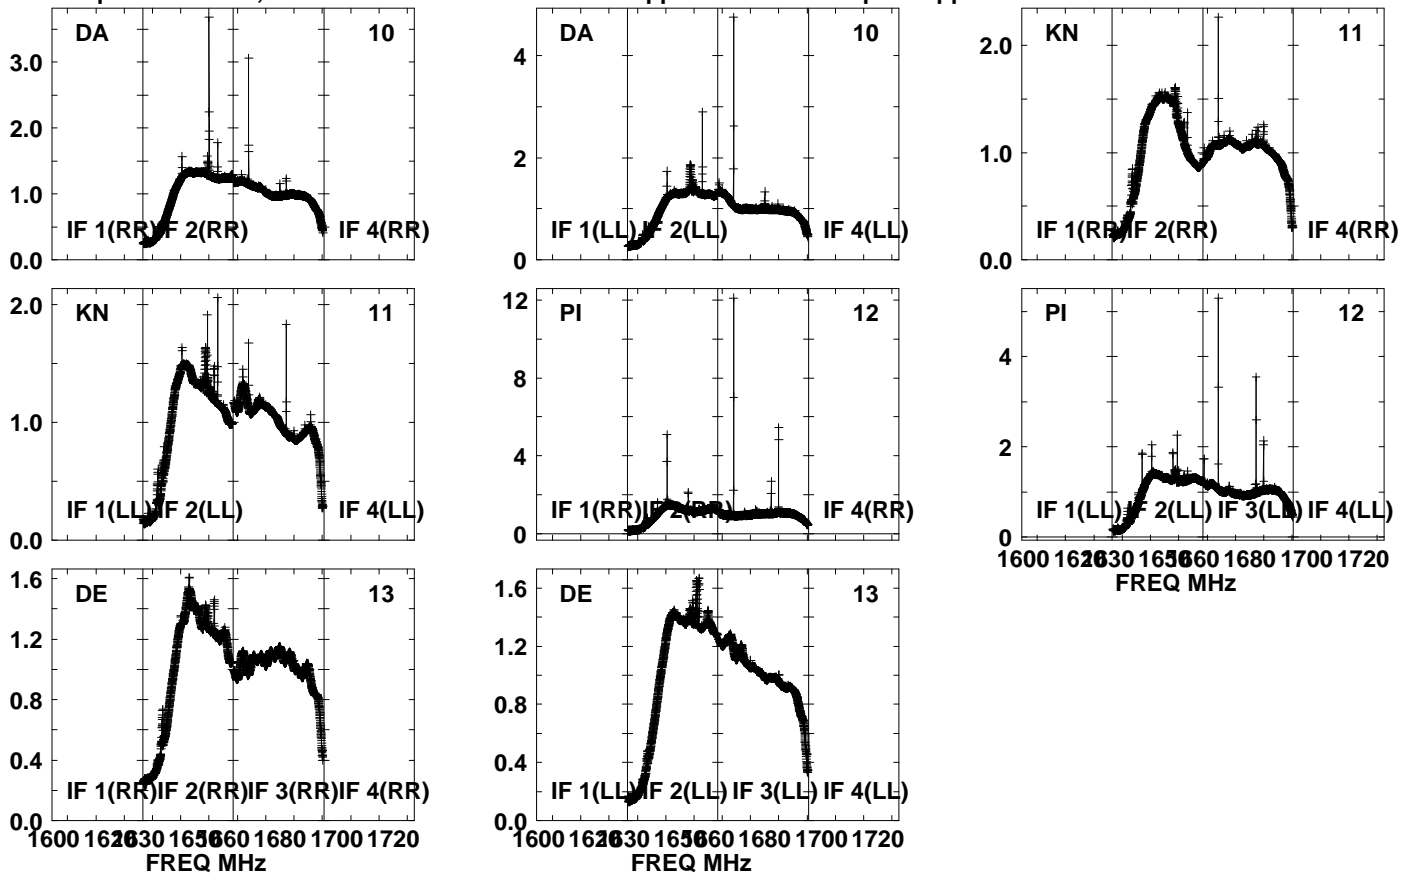 DA 10
3.0
2.0
1.0
0.0
IF 1(RR) IF 2(RR) IF 4(RR)
DA 10
4
2
0
IF 1(LL) IF 2(LL) IF 4(LL)
KN 11
2.0
1.0
0.0
IF 1(RR) IF 2(RR) IF 4(RR)
KN 11
2.0
1.0
0.0
IF 1(LL) IF 2(LL) IF 4(LL)
PI 12
12
8
4
0
IF 1(RR) IF 2(RR) IF 4(RR)
PI 12
4
2
0
IF 1(LL) IF 2(LL) IF 3(LL) IF 4(LL)
1600 1620 1630 1650 1660 1680 1700 1720
FREQ MHz
DE 13
1.6
1.2
0.8
0.4
0.0
IF 1(RR) IF 2(RR) IF 3(RR) IF 4(RR)
1600 1620 1630 1650 1660 1680 1700 1720
FREQ MHz
DE 13
1.6
1.2
0.8
0.4
0.0
IF 1(LL) IF 2(LL) IF 3(LL) IF 4(LL)
1600 1620 1630 1650 1660 1680 1700 1720
FREQ MHz